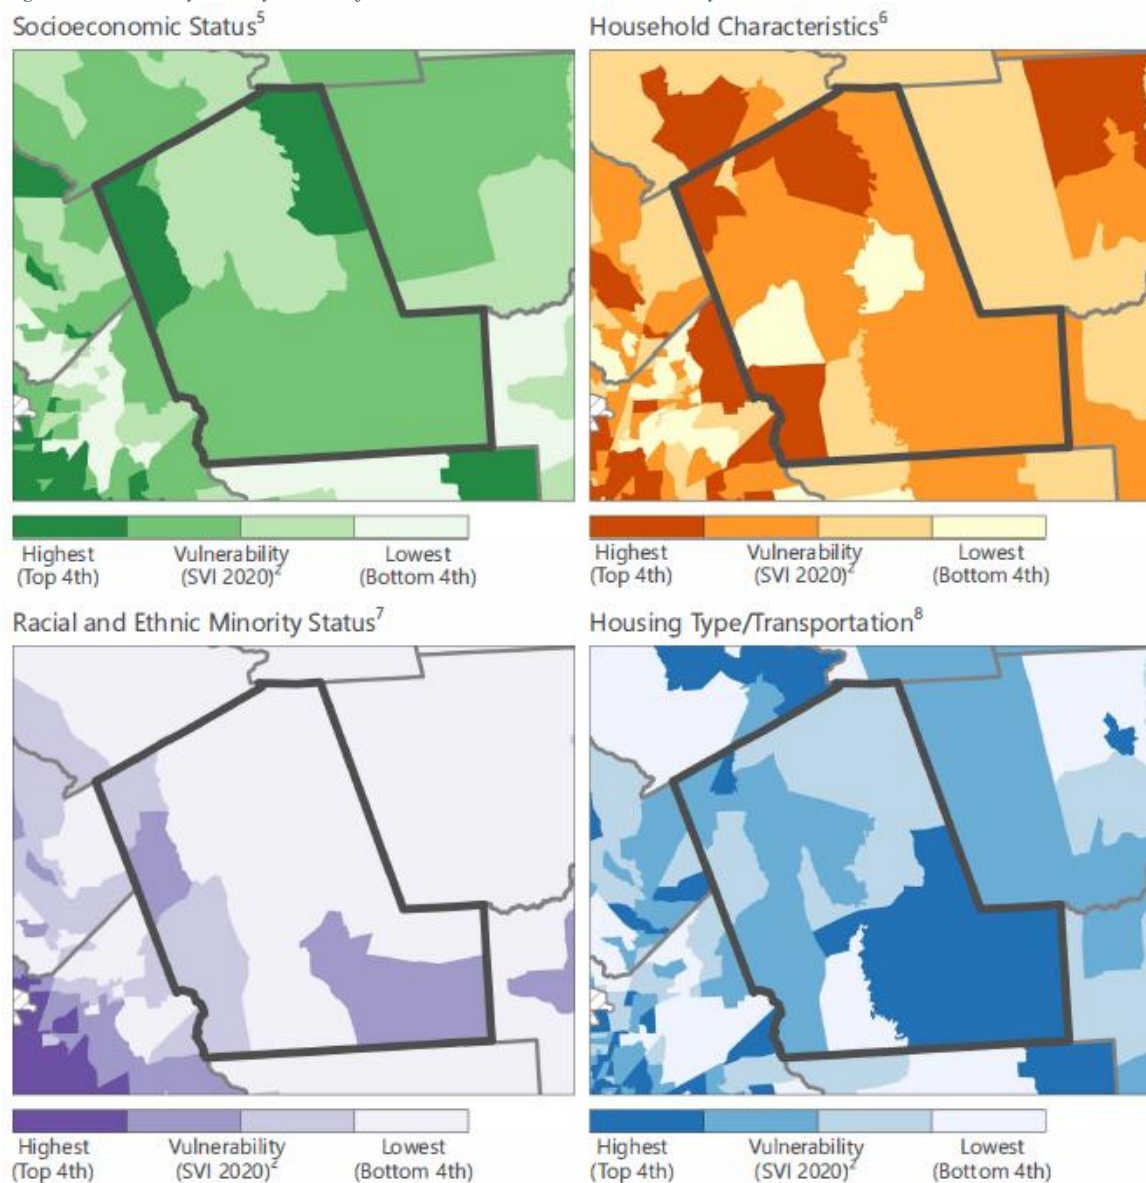 Socioeconomic Status5
Household Characteristics6
Highest
(Top 4th)
Vulnerability
(SVI 2020)2
Lowest
(Bottom 4th)
Highest
(Top 4th)
Vulnerability
(SVI 2020)2
Lowest
(Bottom 4th)
Racial and Ethnic Minority Status7
Housing Type/Transportation8
Highest
(Top 4th)
Vulnerability
(SVI 2020)2
Lowest
(Bottom 4th)
Highest
(Top 4th)
Vulnerability
(SVI 2020)2
Lowest
(Bottom 4th)